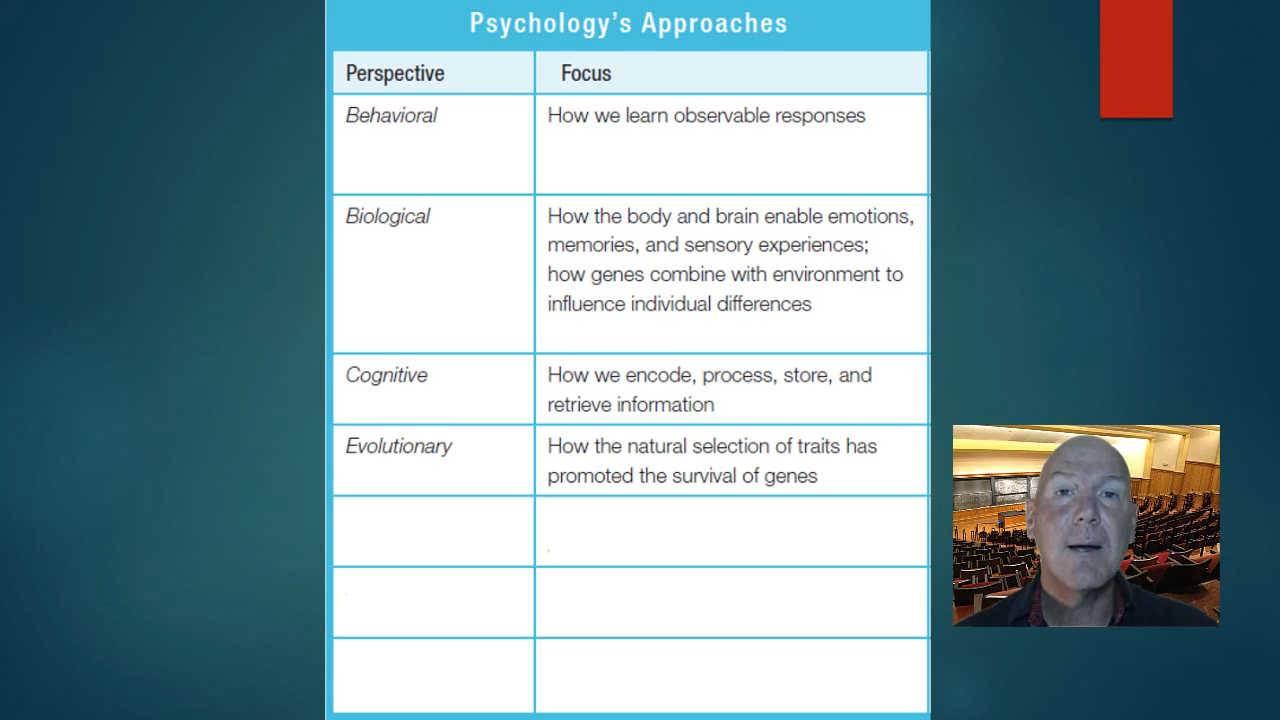 Psychology's Approaches
Perspective
Focus
Behavioral
How we learn observable responses
Biological
How the body and brain enable emotions,
memories, and sensory experiences;
how genes combine with environment to
influence individual differences
Cognitive
How we encode, process, store, and
retrieve information
Evolutionary
How the natural selection of traits has
promoted the survival of genes